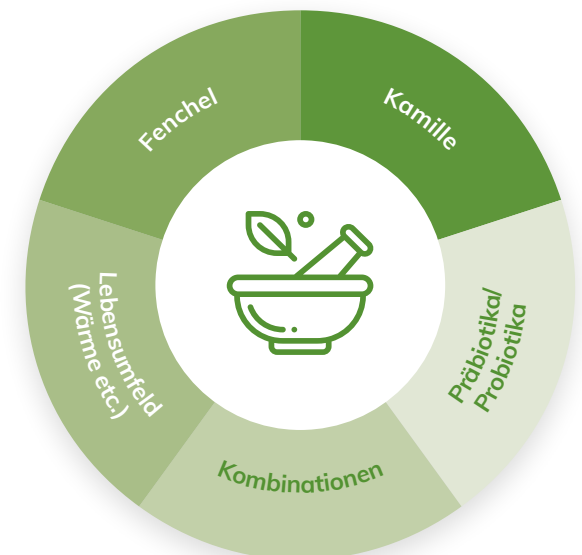 Fenchel
Kamille
Lebensumfeld
(Wärme etc.)
Präbiotika/
Probiotika
Kombinationen